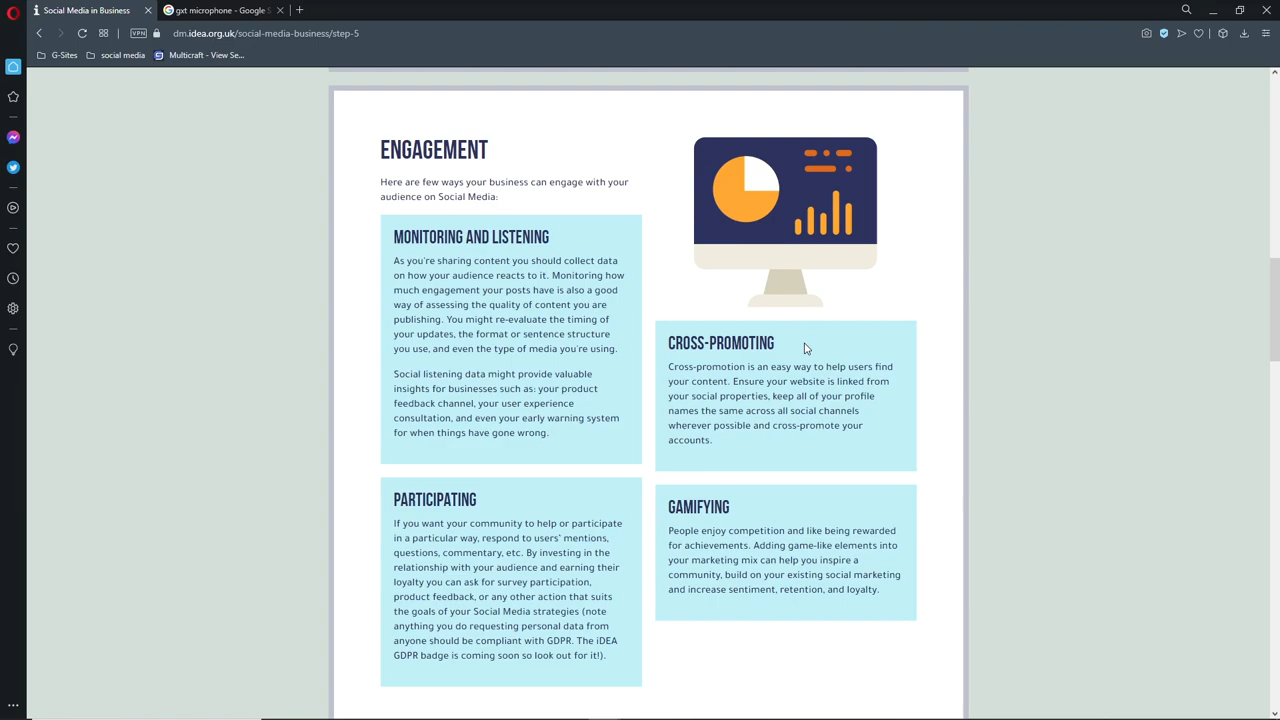 Social Media in Business
gxt microphone - Google S
VPN
dm.idea.org.uk/social-media-business/step-5
G-Sites
social media
Multicraft - View Se...
ENGAGEMENT
Here are few ways your business can engage with your
audience on Social Media:
MONITORING AND LISTENING
As you're sharing content you should collect data
on how your audience reacts to it. Monitoring how
much engagement your posts have is also a good
way of assessing the quality of content you are
publishing. You might re-evaluate the timing of
your updates, the format or sentence structure
you use, and even the type of media you're using.
Social listening data might provide valuable
insights for businesses such as: your product
feedback channel, your user experience
consultation, and even your early warning system
for when things have gone wrong.
PARTICIPATING
If you want your community to help or participate
in a particular way, respond to users' mentions,
questions, commentary, etc. By investing in the
relationship with your audience and earning their
loyalty you can ask for survey participation,
product feedback, or any other action that suits
the goals of your Social Media strategies (note
anything you do requesting personal data from
anyone should be compliant with GDPR. The iDEA
GDPR badge is coming soon so look out for it!).
CROSS-PROMOTING
Cross-promotion is an easy way to help users find
your content. Ensure your website is linked from
your social properties, keep all of your profile
names the same across all social channels
wherever possible and cross-promote your
accounts.
GAMIFYING
People enjoy competition and like being rewarded
for achievements. Adding game-like elements into
your marketing mix can help you inspire a
community, build on your existing social marketing
and increase sentiment, retention, and loyalty.